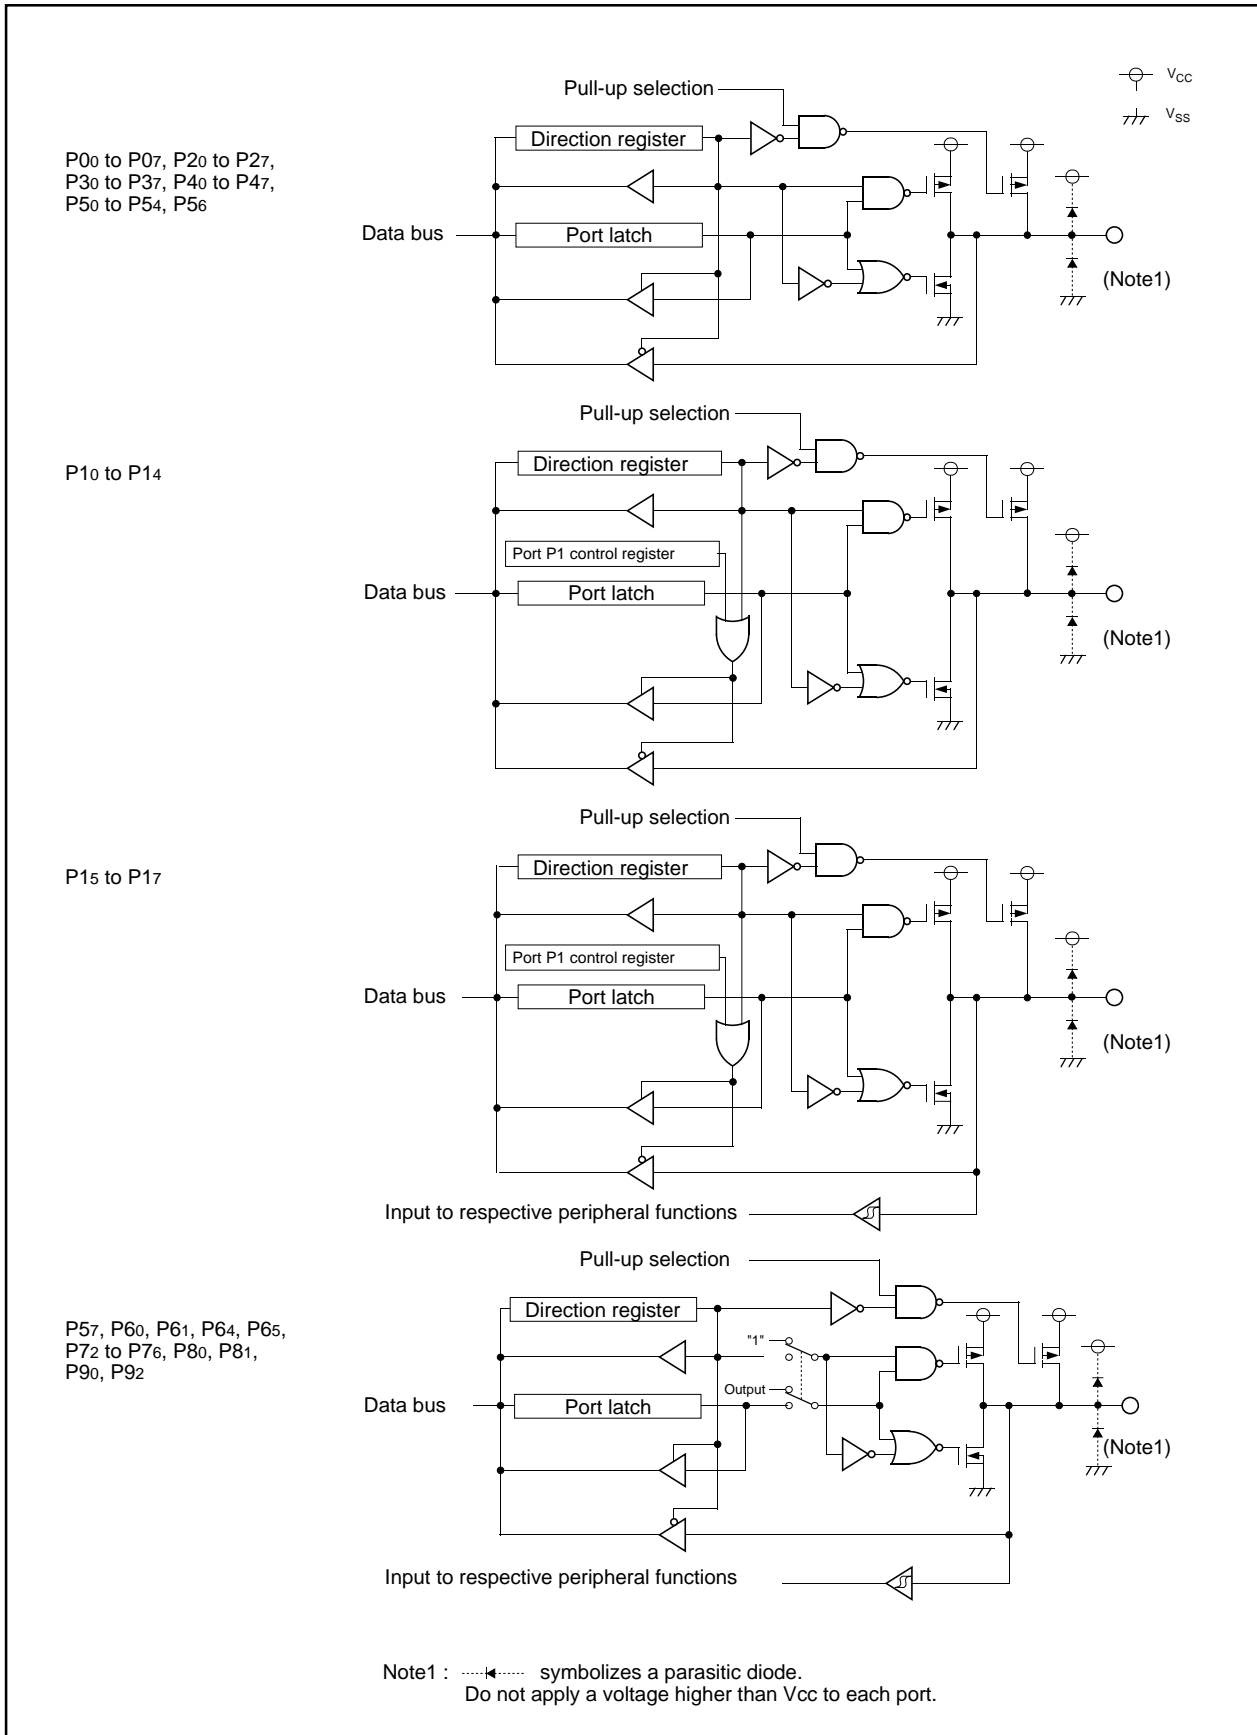 Pull-up selection
VCC
VSS
Direction register
P00 to P07, P20 to P27,
P30 to P37, P40 to P47,
P50 to P54, P56
Data bus
Port latch
(Note1)
Pull-up selection
P10 to P14
Direction register
Port P1 control register
Data bus
Port latch
(Note1)
Pull-up selection
P15 to P17
Direction register
Port P1 control register
Data bus
Port latch
(Note1)
Input to respective peripheral functions
Pull-up selection
Direction register
P57, P60, P61, P64, P65,
P72 to P76, P80, P81,
P90, P92
"1"
Output
Data bus
Port latch
(Note1)
Input to respective peripheral functions
Note1 : symbolizes a parasitic diode.
Do not apply a voltage higher than Vcc to each port.